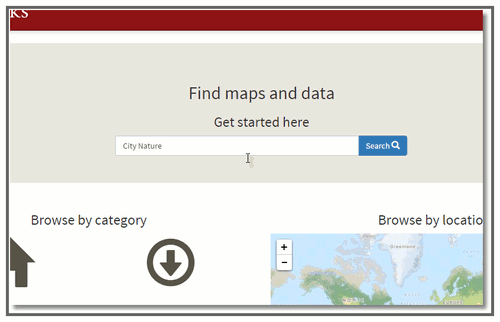 KS
Find maps and data
Get started here
City Nature
Search
Browse by category
Browse by locatio
+
−
Greenland